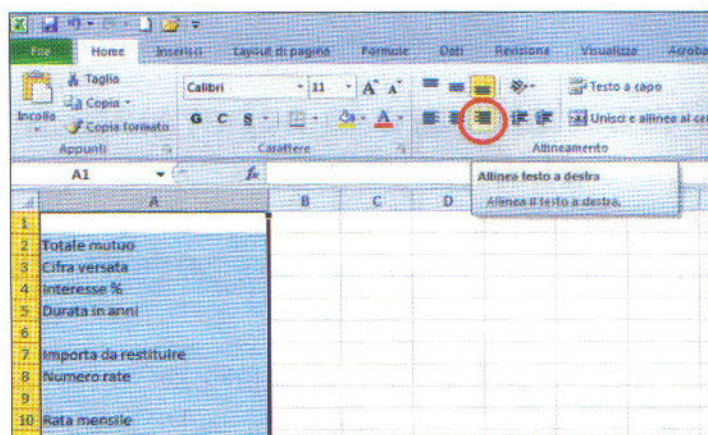 File Home Inserisci Layout di pagina Formule Dati Revisione Visualizza Acroba
Taglia
Calibri 11 A A Testo a capo
Copia
Incolla G C S A Unisci e allinea al ce
Copia formato
Appunti Carattere Allineamento
A1 fx Allinea testo a destra
A B C D Allinea il testo a destra.
1
2 Totale mutuo
3 Cifra versata
4 Interesse %
5 Durata in anni
6
7 Importa da restituire
8 Numero rate
9
10 Rata mensile